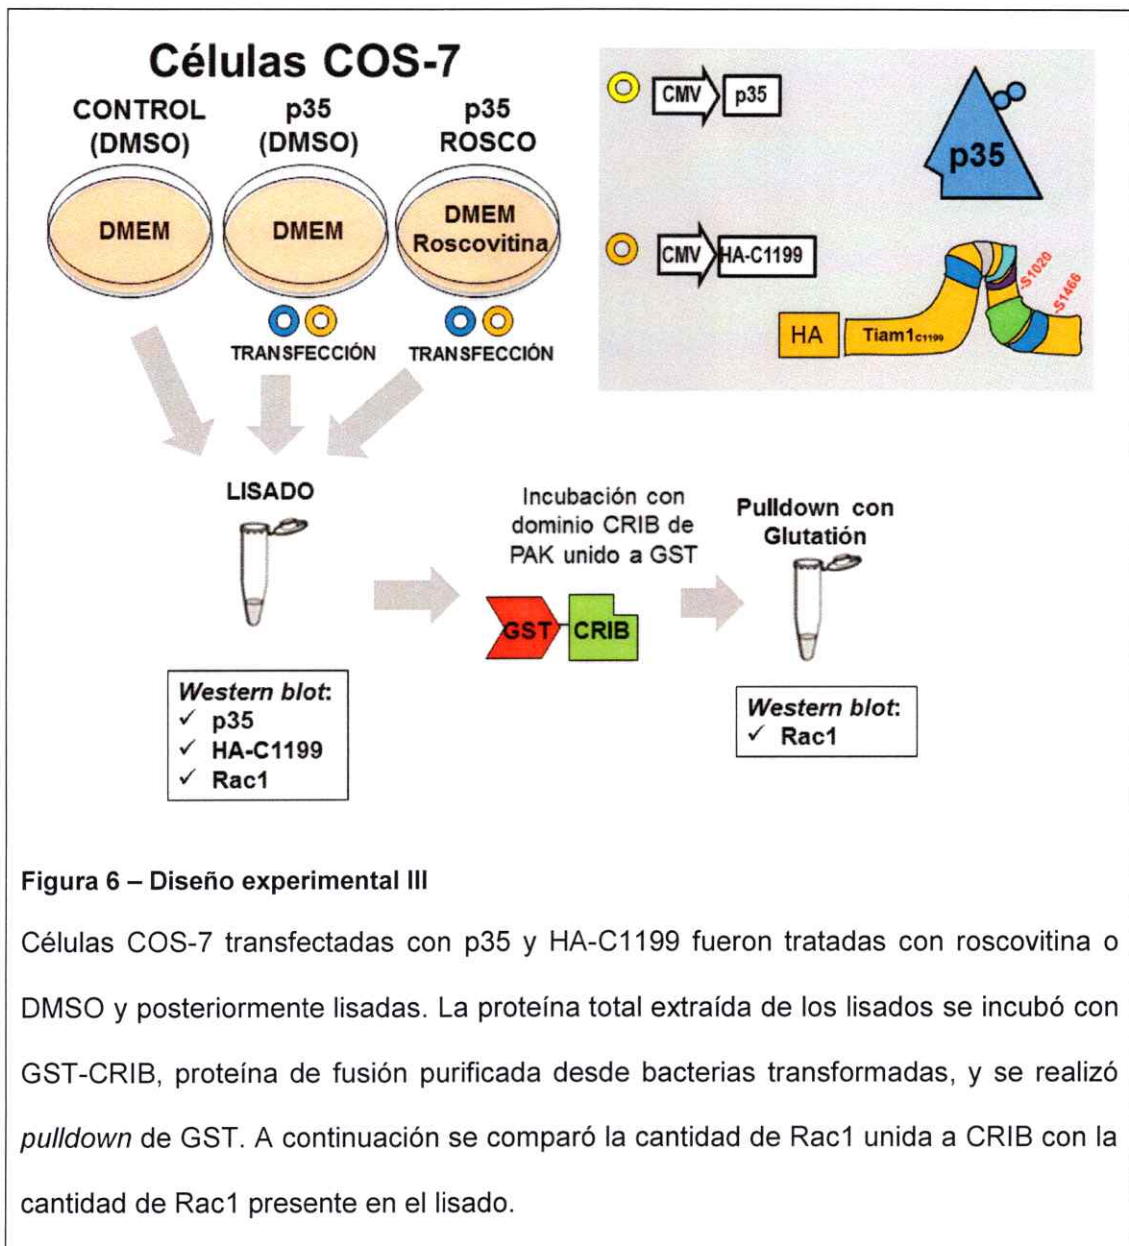 Células COS-7
CONTROL
(DMSO)
p35
(DMSO)
p35
ROSCO
DMEM
DMEM
DMEM
Roscovitina
TRANSFECCIÓN
TRANSFECCIÓN
CMV
p35
p35
CMV
HA-C1199
-S1020
-S1466
HA
Tiam1C1199
LISADO
Incubación con
dominio CRIB de
PAK unido a GST
GST
CRIB
Pulldown con
Glutatión
Western blot:
✓ p35
✓ HA-C1199
✓ Rac1
Western blot:
✓ Rac1
Figura 6 – Diseño experimental III
Células COS-7 transfectadas con p35 y HA-C1199 fueron tratadas con roscovitina o
DMSO y posteriormente lisadas. La proteína total extraída de los lisados se incubó con
GST-CRIB, proteína de fusión purificada desde bacterias transformadas, y se realizó
pulldown de GST. A continuación se comparó la cantidad de Rac1 unida a CRIB con la
cantidad de Rac1 presente en el lisado.